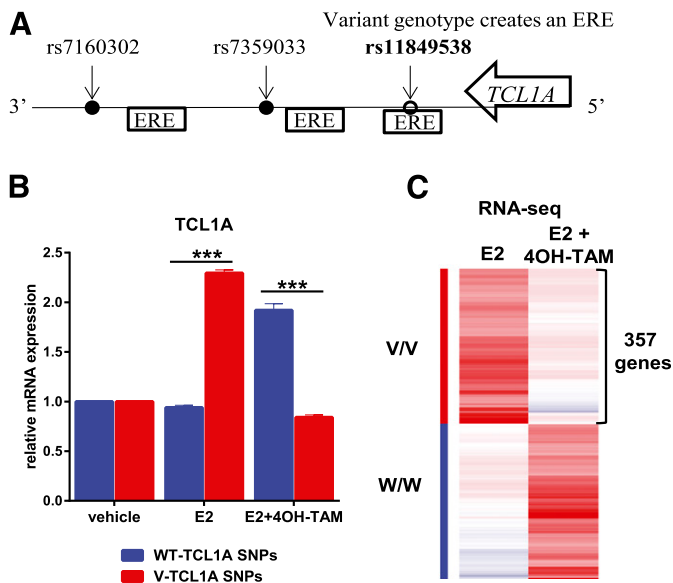 A
Variant genotype creates an ERE
rs7160302
rs7359033
rs11849538
3’
ERE
ERE
ERE
TCL1A
5’
B
TCL1A
relative mRNA expression
2.5
2.0
1.5
1.0
0.5
0.0
***
***
vehicle
E2
E2+4OH-TAM
WT-TCL1A SNPs
V-TCL1A SNPs
C
RNA-seq
E2
E2 +
4OH-TAM
V/V
W/W
357
genes